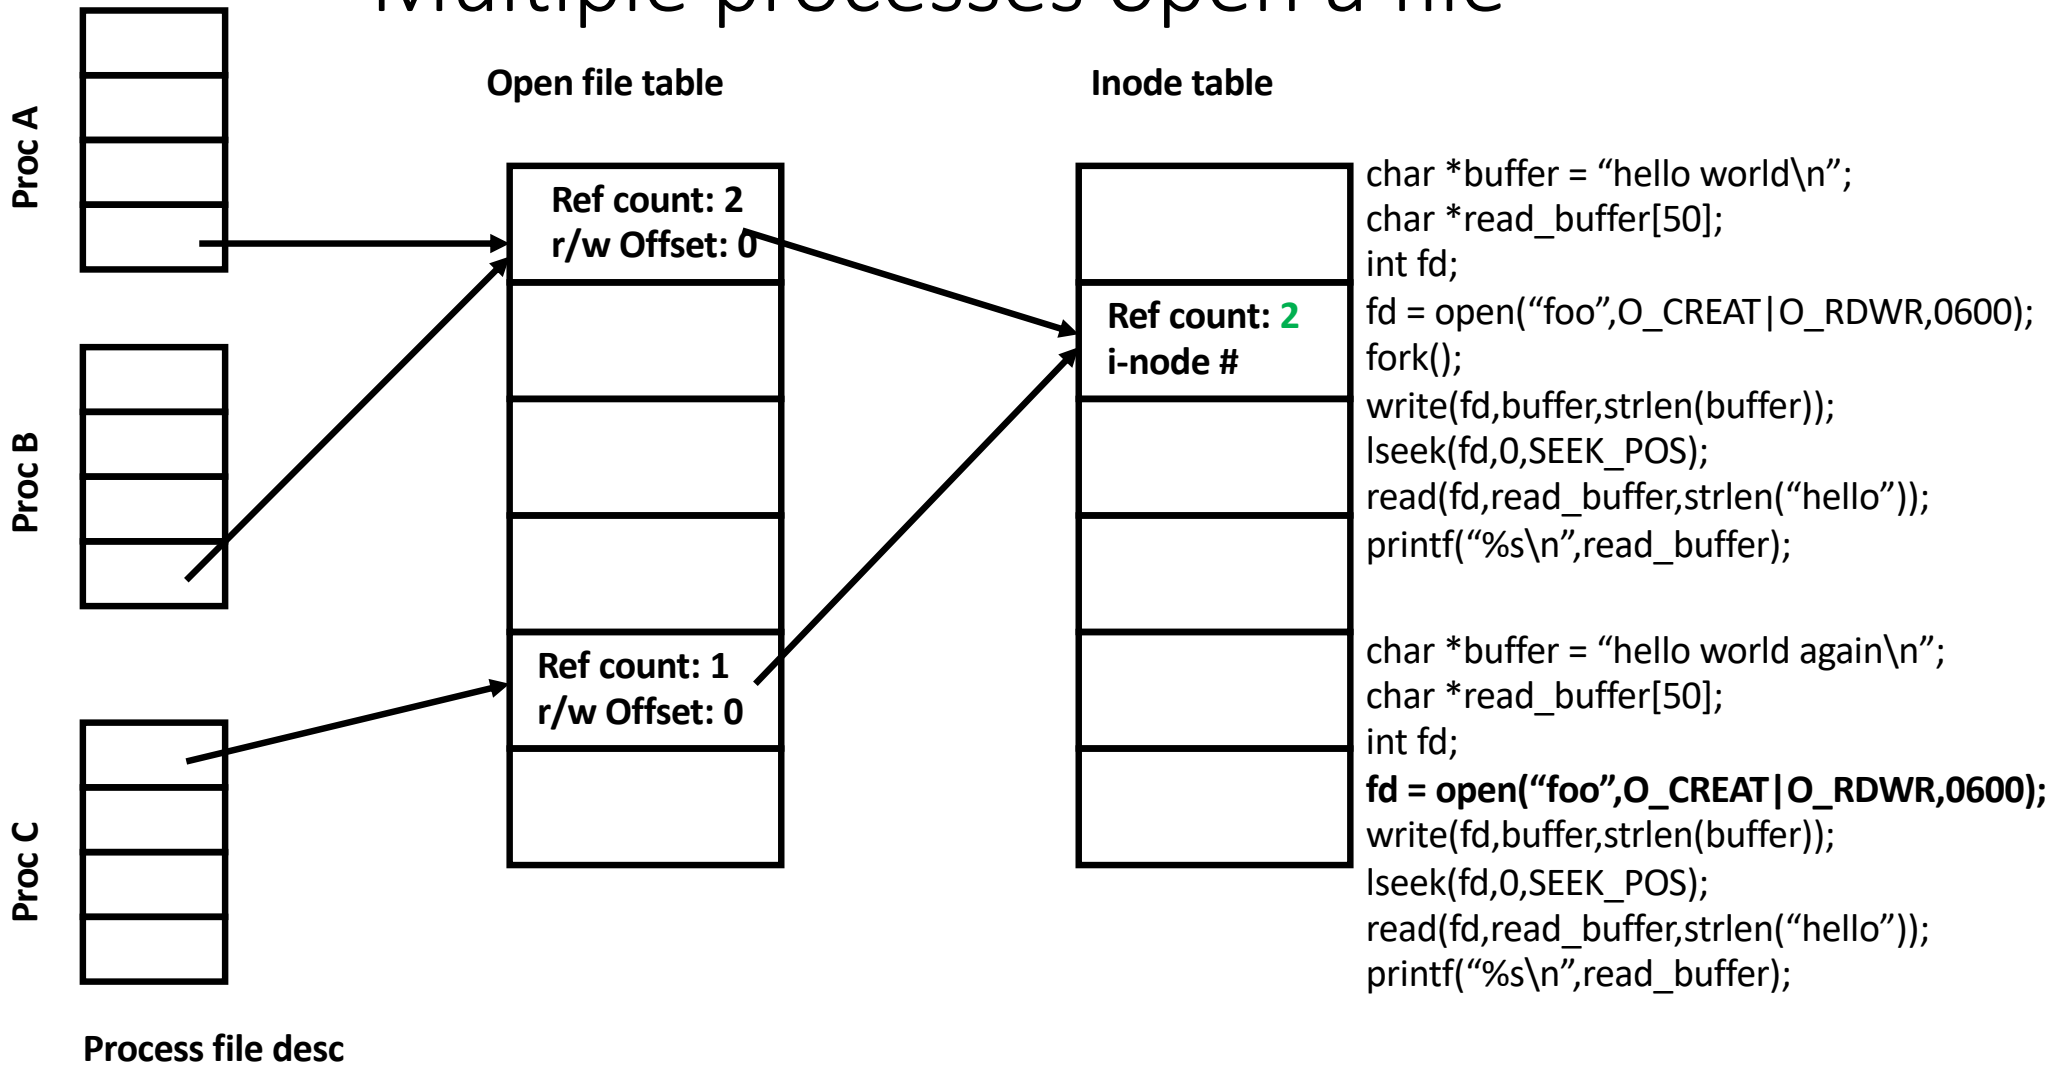 Multiple processes open a file
Open file table
Inode table
Proc A
Proc B
Proc C
Ref count: 2
r/w Offset: 0
Ref count: 1
r/w Offset: 0
Ref count: 2
i-node #
char *buffer = “hello world\n”;
char *read_buffer[50];
int fd;
fd = open(“foo”,O_CREAT|O_RDWR,0600);
fork();
write(fd,buffer,strlen(buffer));
lseek(fd,0,SEEK_POS);
read(fd,read_buffer,strlen(“hello”));
printf(“%s\n”,read_buffer);
char *buffer = “hello world again\n”;
char *read_buffer[50];
int fd;
fd = open(“foo”,O_CREAT|O_RDWR,0600);
write(fd,buffer,strlen(buffer));
lseek(fd,0,SEEK_POS);
read(fd,read_buffer,strlen(“hello”));
printf(“%s\n”,read_buffer);
Process file desc